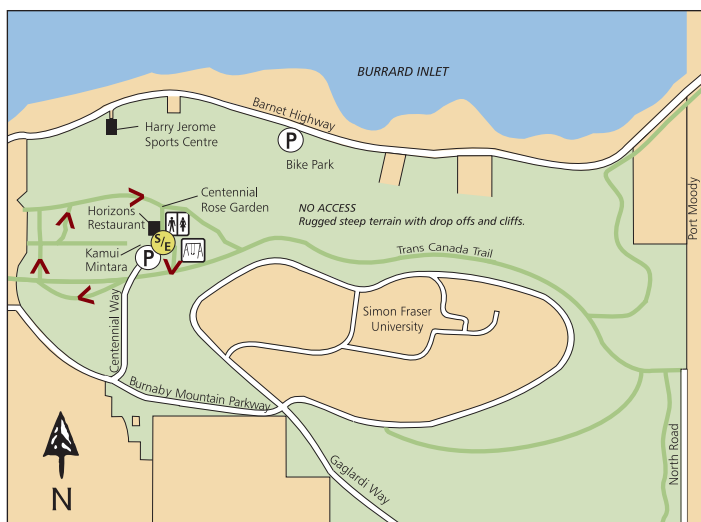 BURRARD INLET
Barnet Highway
Harry Jerome
Sports Centre
P
Bike Park
Port Moody
Centennial
Rose Garden
NO ACCESS
Rugged steep terrain with drop offs and cliffs.
Horizons
Restaurant
S/E
Kamui
Mintara
P
Trans Canada Trail
Simon Fraser
University
Centennial Way
Burnaby Mountain Parkway
Gaglardi Way
North Road
N